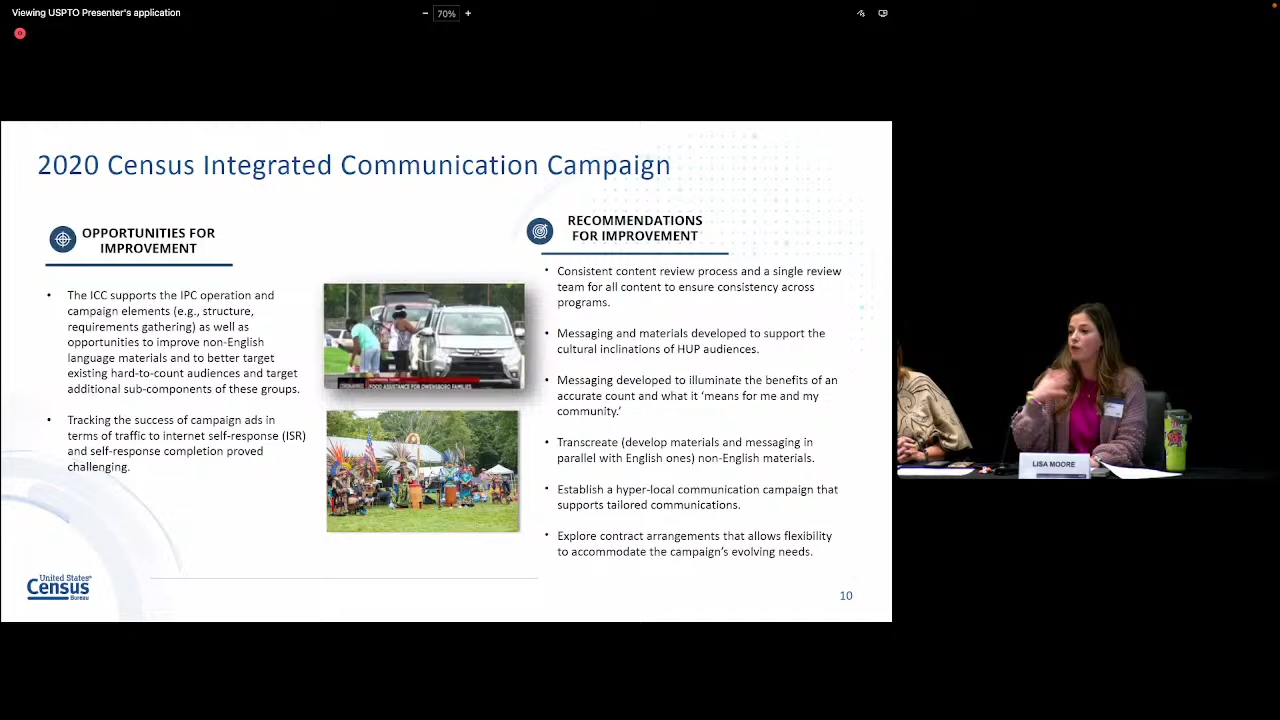 Viewing USPTO Presenter's application
− 70% +
2020 Census Integrated Communication Campaign
OPPORTUNITIES FOR
IMPROVEMENT
• The ICC supports the IPC operation and
campaign elements (e.g., structure,
requirements gathering) as well as
opportunities to improve non-English
language materials and to better target
existing hard-to-count audiences and target
additional sub-components of these groups.
• Tracking the success of campaign ads in
terms of traffic to internet self-response (ISR)
and self-response completion proved
challenging.
FOOD ASSISTANCE FOR OWENSBORO FAMILIES
RECOMMENDATIONS
FOR IMPROVEMENT
• Consistent content review process and a single review
team for all content to ensure consistency across
programs.
• Messaging and materials developed to support the
cultural inclinations of HUP audiences.
• Messaging developed to illuminate the benefits of an
accurate count and what it ‘means for me and my
community.’
• Transcreate (develop materials and messaging in
parallel with English ones) non-English materials.
• Establish a hyper-local communication campaign that
supports tailored communications.
• Explore contract arrangements that allows flexibility
to accommodate the campaign’s evolving needs.
United States®
Census
Bureau
10
LISA MOORE